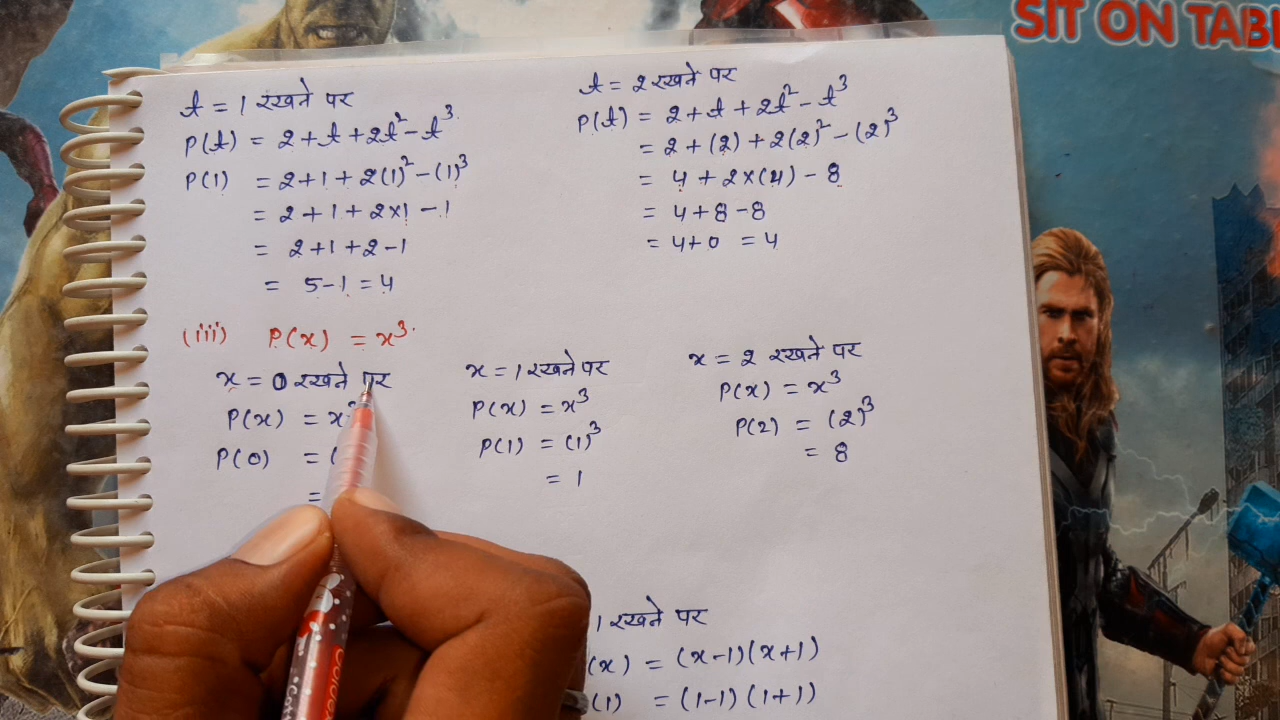 SIT ON TABL
t = 1 रखने पर
P(t) = 2+t+2t²-t³
P(1) = 2+1+2(1)²-(1)³
= 2+1+2×1-1
= 2+1+2-1
= 5-1 = 4
t = 2 रखने पर
P(t) = 2+t+2t²-t³
= 2+(2)+2(2)²-(2)³
= 4+2×(4)-8
= 4+8-8
= 4+0 = 4
(iii) P(x) = x³
x = 0 रखने पर
P(x) = x
P(0) = (
=
x = 1 रखने पर
P(x) = x³
P(1) = (1)³
= 1
x = 2 रखने पर
P(x) = x³
P(2) = (2)³
= 8
1 रखने पर
(x) = (x-1)(x+1)
(1) = (1-1)(1+1)